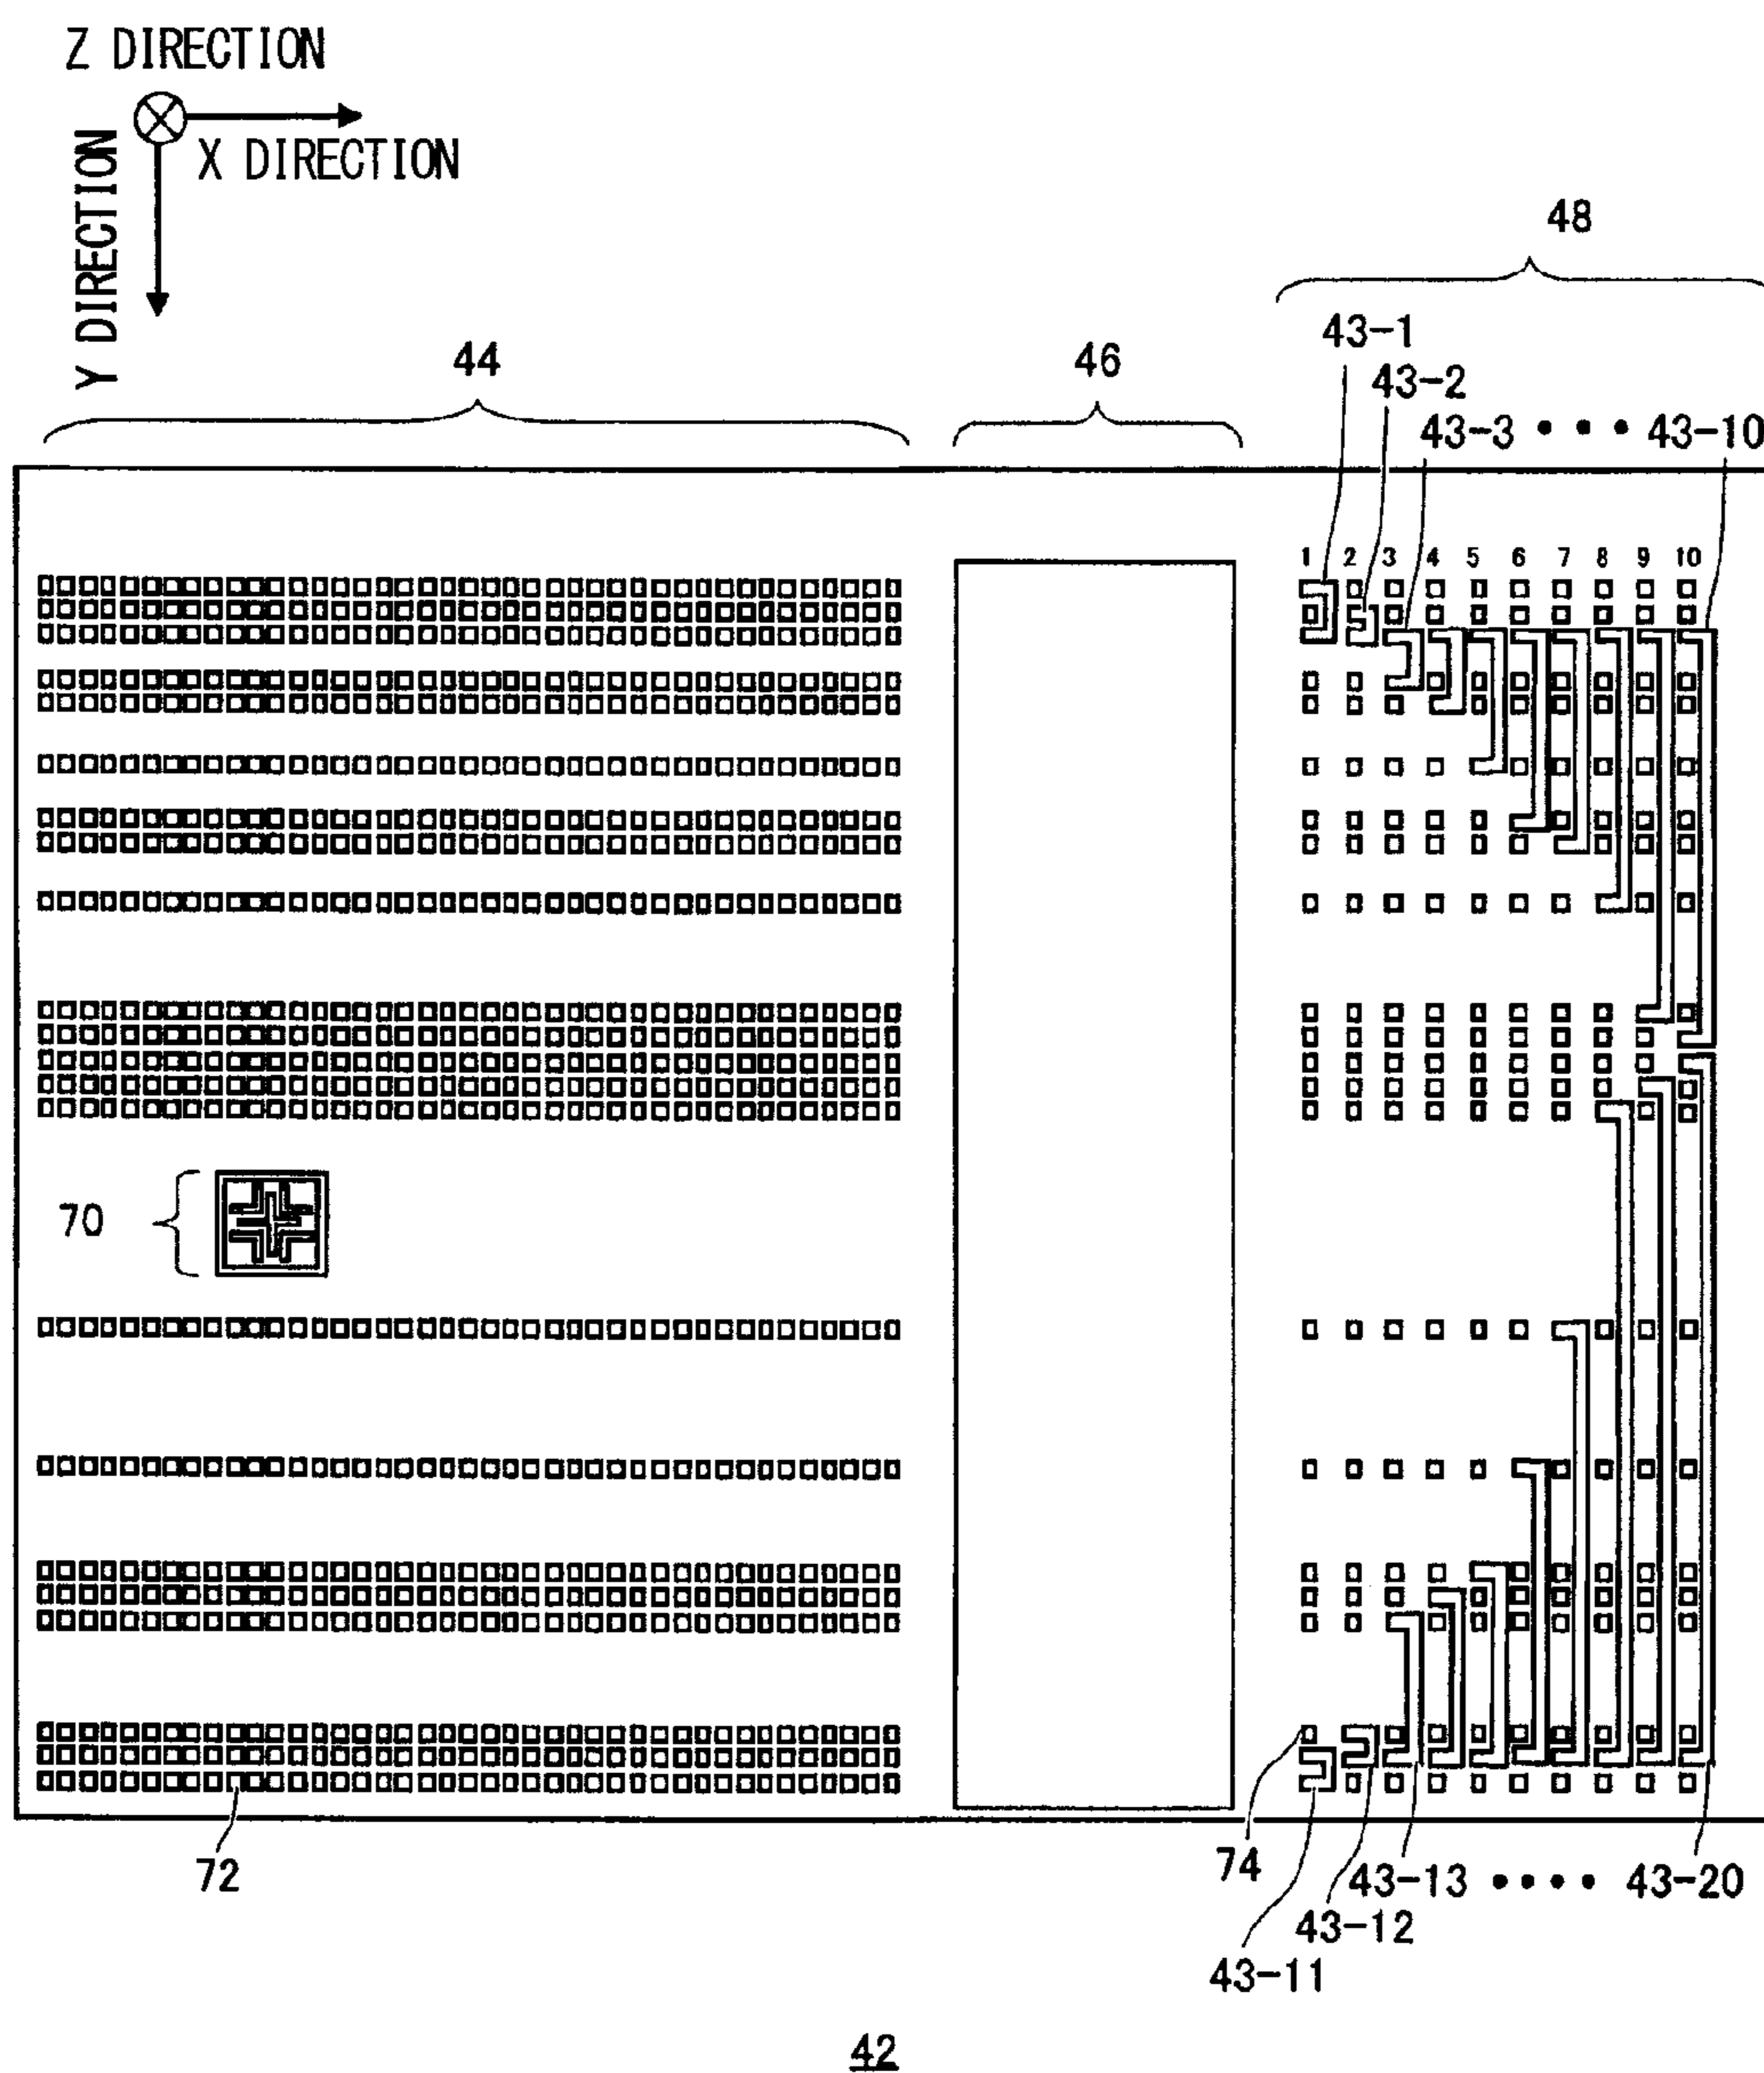 Z DIRECTION
X DIRECTION
Y DIRECTION
48
43-1
44
46
43-2
43-3 • • • 43-10
1 2 3 4 5 6 7 8 9 10
70
72
74
43-13 • • • • 43-20
43-12
43-11
42